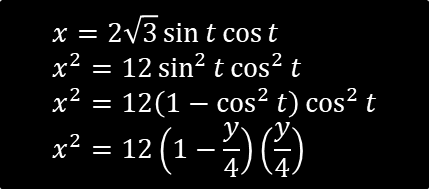 x = 2√3 sin t cos t
x² = 12 sin² t cos² t
x² = 12(1 − cos² t) cos² t
x² = 12 (1 − y/4) (y/4)